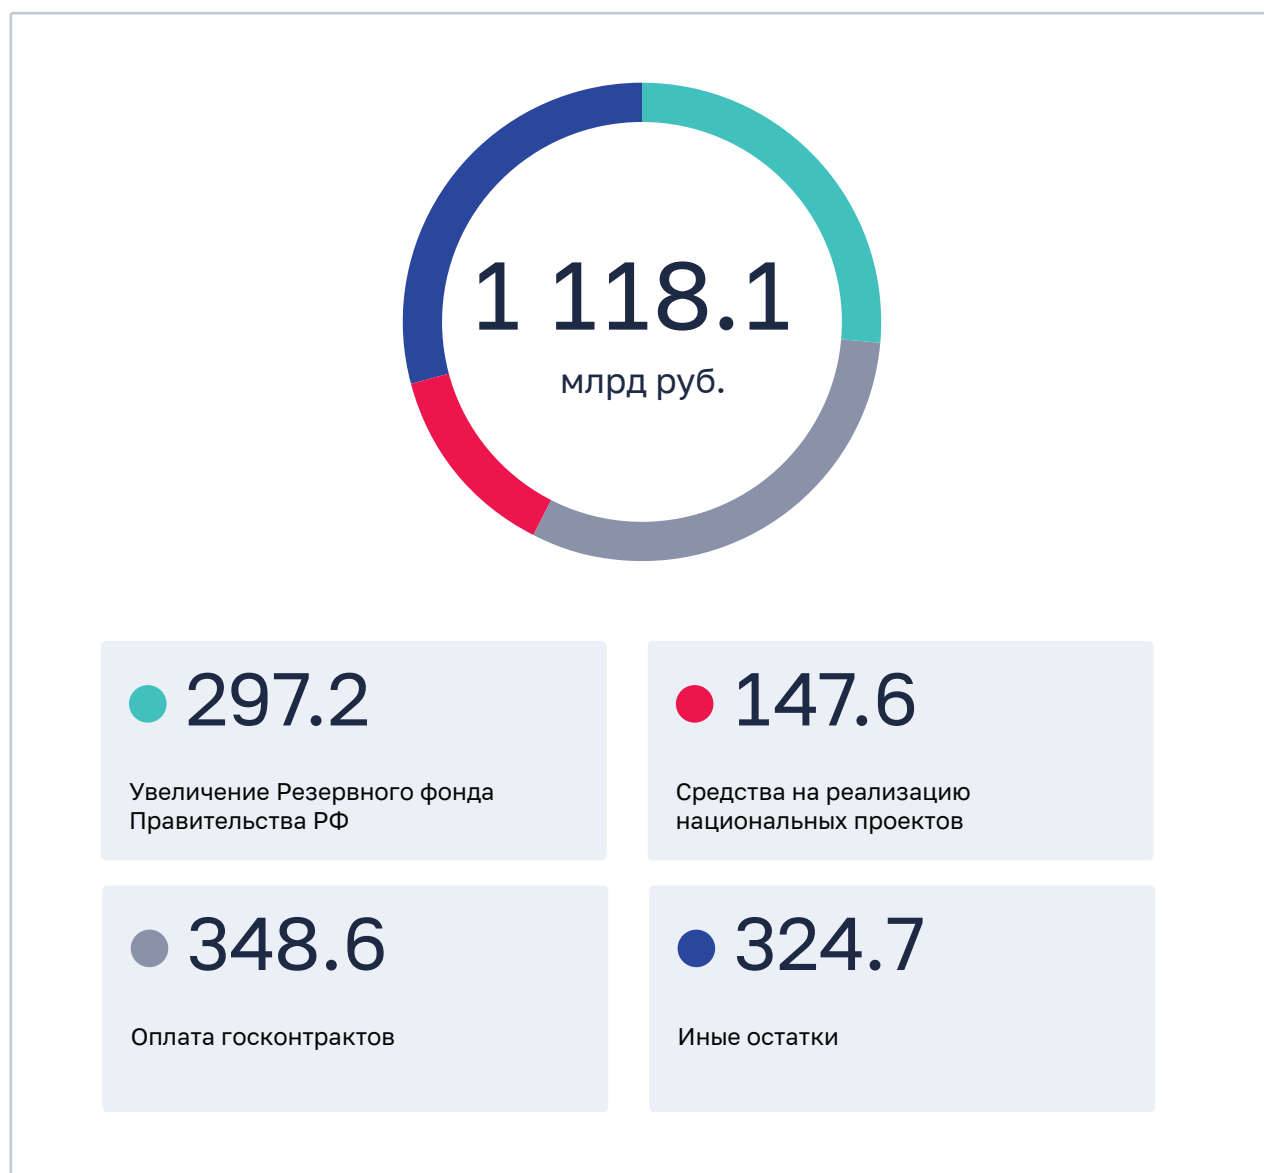 1 118.1
млрд руб.
297.2
Увеличение Резервного фонда
Правительства РФ
147.6
Средства на реализацию
национальных проектов
348.6
Оплата госконтрактов
324.7
Иные остатки